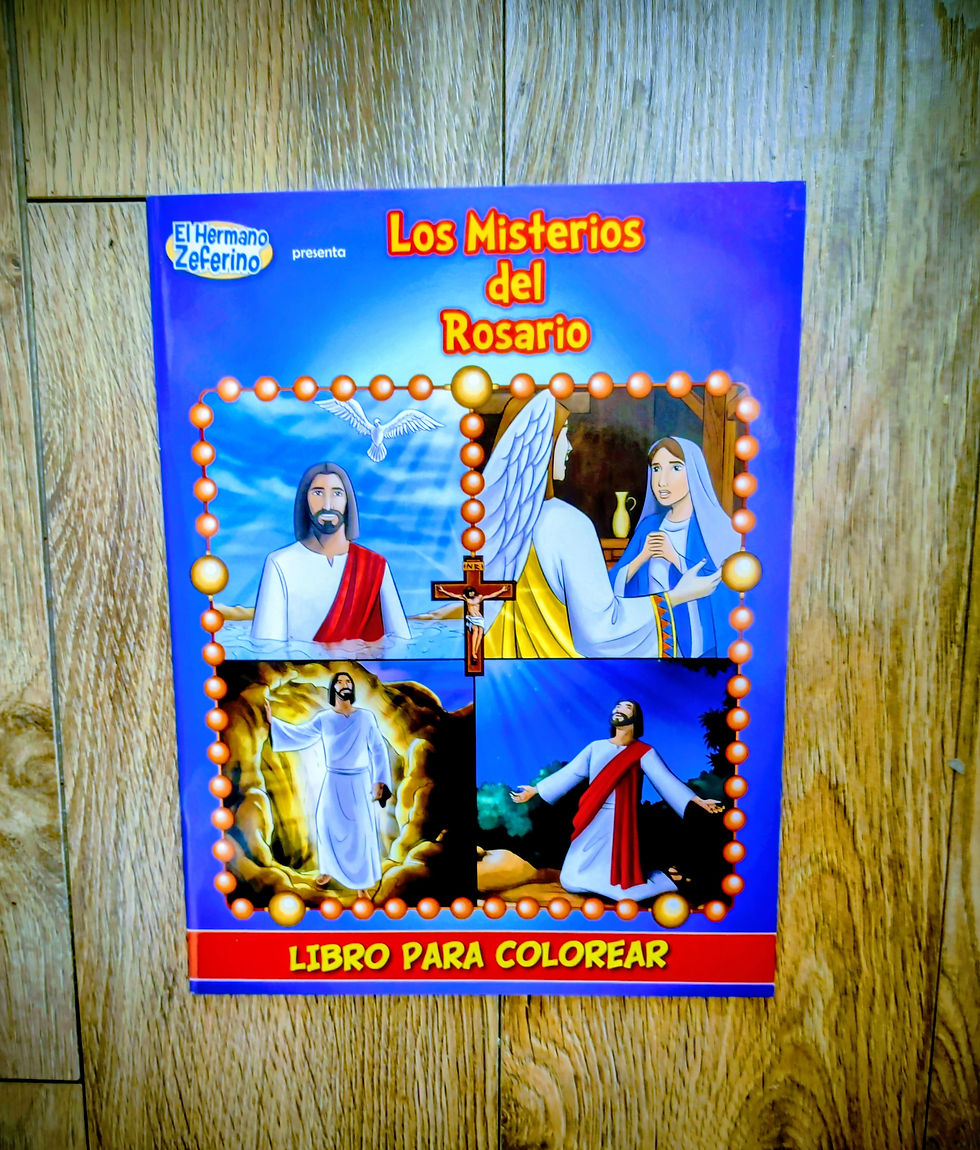 El Hermano
Zeferino
presenta
Los Misterios
del
Rosario
INRI
LIBRO PARA COLOREAR